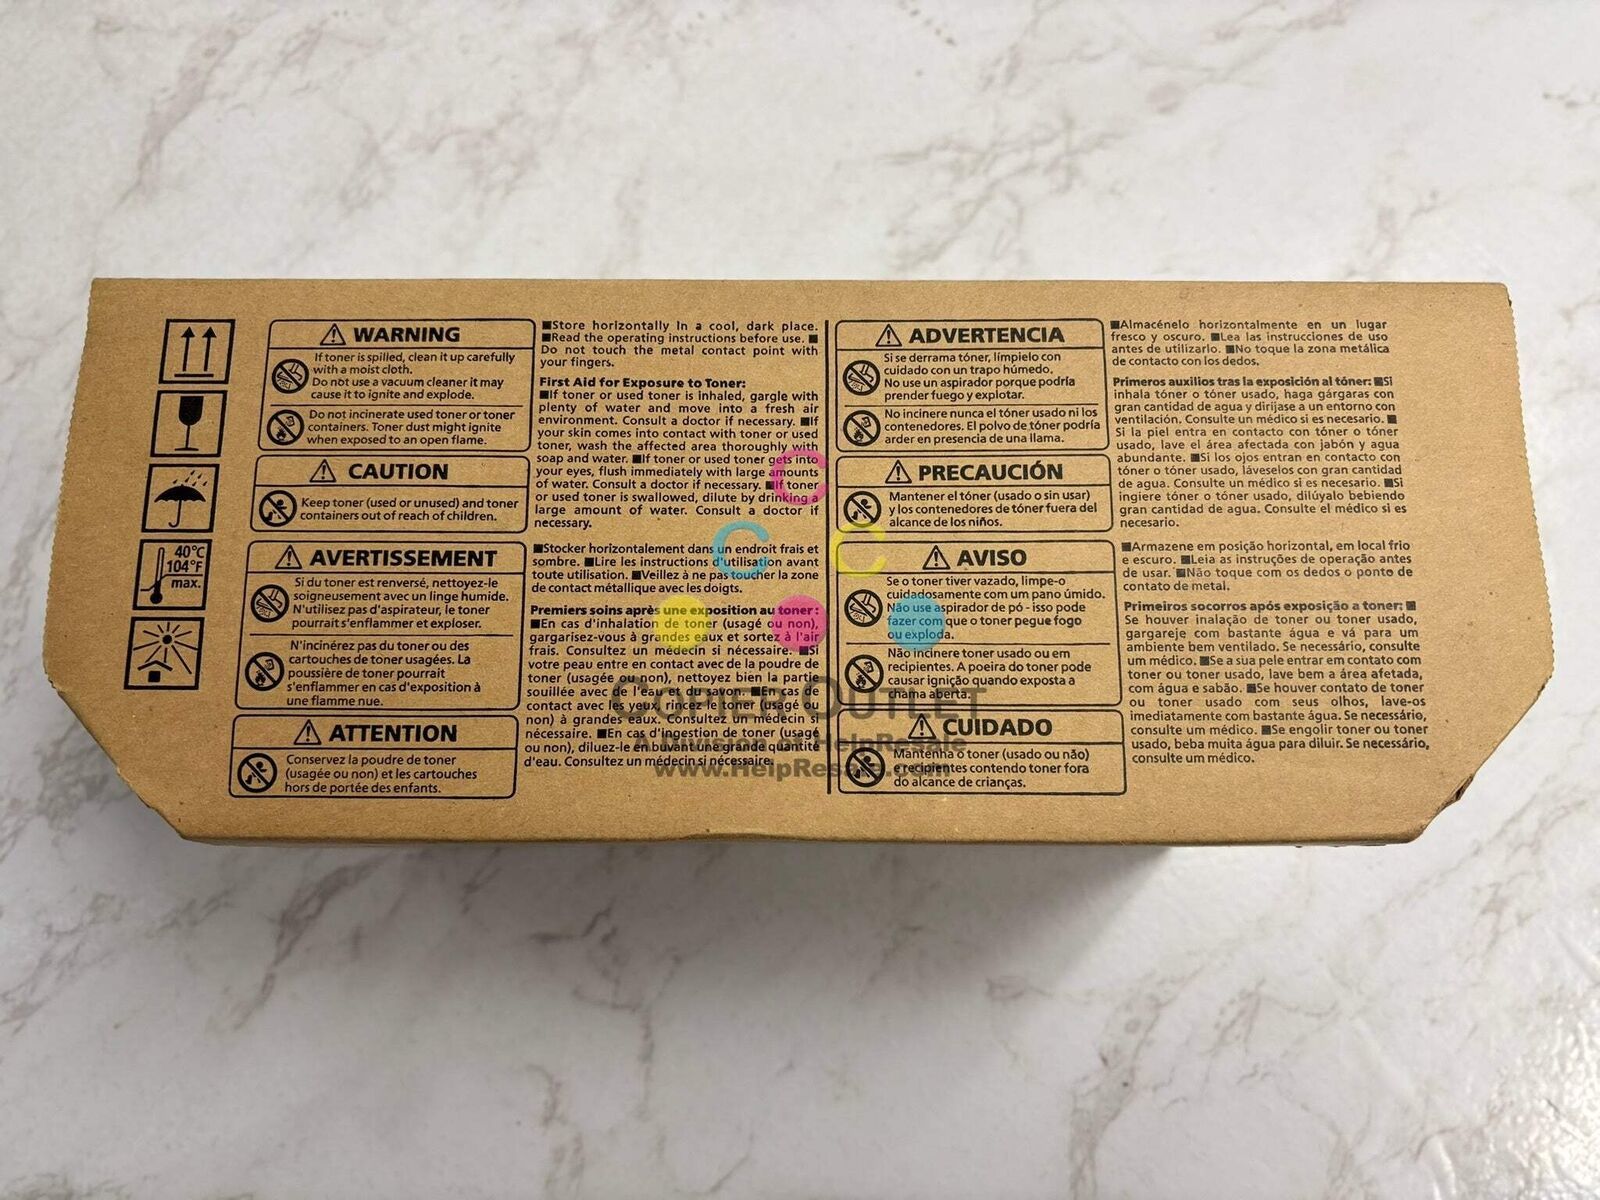 40°C
104°F
max.
WARNING
If toner is spilled, clean it up carefully
with a moist cloth.
Do not use a vacuum cleaner it may
cause it to ignite and explode.
Do not incinerate used toner or toner
containers. Toner dust might ignite
when exposed to an open flame.
CAUTION
Keep toner (used or unused) and toner
containers out of reach of children.
■Store horizontally In a cool, dark place.
■Read the operating instructions before use. ■
Do not touch the metal contact point with
your fingers.
First Aid for Exposure to Toner:
■If toner or used toner is inhaled, gargle with
plenty of water and move into a fresh air
environment. Consult a doctor if necessary. ■If
your skin comes into contact with toner or used
toner, wash the affected area thoroughly with
soap and water. ■If toner or used toner gets into
your eyes, flush immediately with large amounts
of water. Consult a doctor if necessary. ■If toner
or used toner is swallowed, dilute by drinking a
large amount of water. Consult a doctor if
necessary.
AVERTISSEMENT
Si du toner est renversé, nettoyez-le
soigneusement avec un linge humide.
N'utilisez pas d'aspirateur, le toner
pourrait s'enflammer et exploser.
N'incinérez pas du toner ou des
cartouches de toner usagées. La
poussière de toner pourrait
s'enflammer en cas d'exposition à
une flamme nue.
ATTENTION
Conservez la poudre de toner
(usagée ou non) et les cartouches
hors de portée des enfants.
■Stocker horizontalement dans un endroit frais et
sombre. ■Lire les instructions d'utilisation avant
toute utilisation. ■Veillez à ne pas toucher la zone
de contact métallique avec les doigts.
Premiers soins après une exposition au toner:
■En cas d'inhalation de toner (usagé ou non),
gargarisez-vous à grandes eaux et sortez à l'air
frais. Consultez un médecin si nécessaire. ■Si
votre peau entre en contact avec de la poudre de
toner (usagée ou non), nettoyez bien la partie
souillée avec de l'eau et du savon. ■En cas de
contact avec les yeux, rincez le toner (usagé ou
non) à grandes eaux. Consultez un médecin si
nécessaire. ■En cas d'ingestion de toner (usagé
ou non), diluez-le en buvant une grande quantité
d'eau. Consultez un médecin si nécessaire.
ADVERTENCIA
Si se derrama tóner, límpielo con
cuidado con un trapo húmedo.
No use un aspirador porque podría
prender fuego y explotar.
No incinere nunca el tóner usado ni los
contenedores. El polvo de tóner podría
arder en presencia de una llama.
PRECAUCIÓN
Mantener el tóner (usado o sin usar)
y los contenedores de tóner fuera del
alcance de los niños.
■Almacénelo horizontalmente en un lugar
fresco y oscuro. ■Lea las instrucciones de uso
antes de utilizarlo. ■No toque la zona metálica
de contacto con los dedos.
Primeros auxilios tras la exposición al tóner: ■Si
inhala tóner o tóner usado, haga gárgaras con
gran cantidad de agua y diríjase a un entorno con
ventilación. Consulte un médico si es necesario. ■
Si la piel entra en contacto con tóner o tóner
usado, lave el área afectada con jabón y agua
abundante. ■Si los ojos entran en contacto con
tóner o tóner usado, láveselos con gran cantidad
de agua. Consulte un médico si es necesario. ■Si
ingiere tóner o tóner usado, dilúyalo bebiendo
gran cantidad de agua. Consulte el médico si es
necesario.
AVISO
Se o toner tiver vazado, limpe-o
cuidadosamente com um pano úmido.
Não use aspirador de pó - isso pode
fazer com que o toner pegue fogo
ou exploda.
Não incinere toner usado ou em
recipientes. A poeira do toner pode
causar ignição quando exposta a
chama aberta.
CUIDADO
Mantenha o toner (usado ou não)
e recipientes contendo toner fora
do alcance de crianças.
■Armazene em posição horizontal, em local frio
e escuro. ■Leia as instruções de operação antes
de usar. ■Não toque com os dedos o ponto de
contato de metal.
Primeiros socorros após exposição a toner: ■
Se houver inalação de toner ou toner usado,
gargareje com bastante água e vá para um
ambiente bem ventilado. Se necessário, consulte
um médico. ■Se a sua pele entrar em contato com
toner ou toner usado, lave bem a área afetada,
com água e sabão. ■Se houver contato de toner
ou toner usado com seus olhos, lave-os
imediatamente com bastante água. Se necessário,
consulte um médico. ■Se engolir toner ou toner
usado, beba muita água para diluir. Se necessário,
consulte um médico.
COPIER OUTLET
A Division of HelpResale
www.HelpResale.com